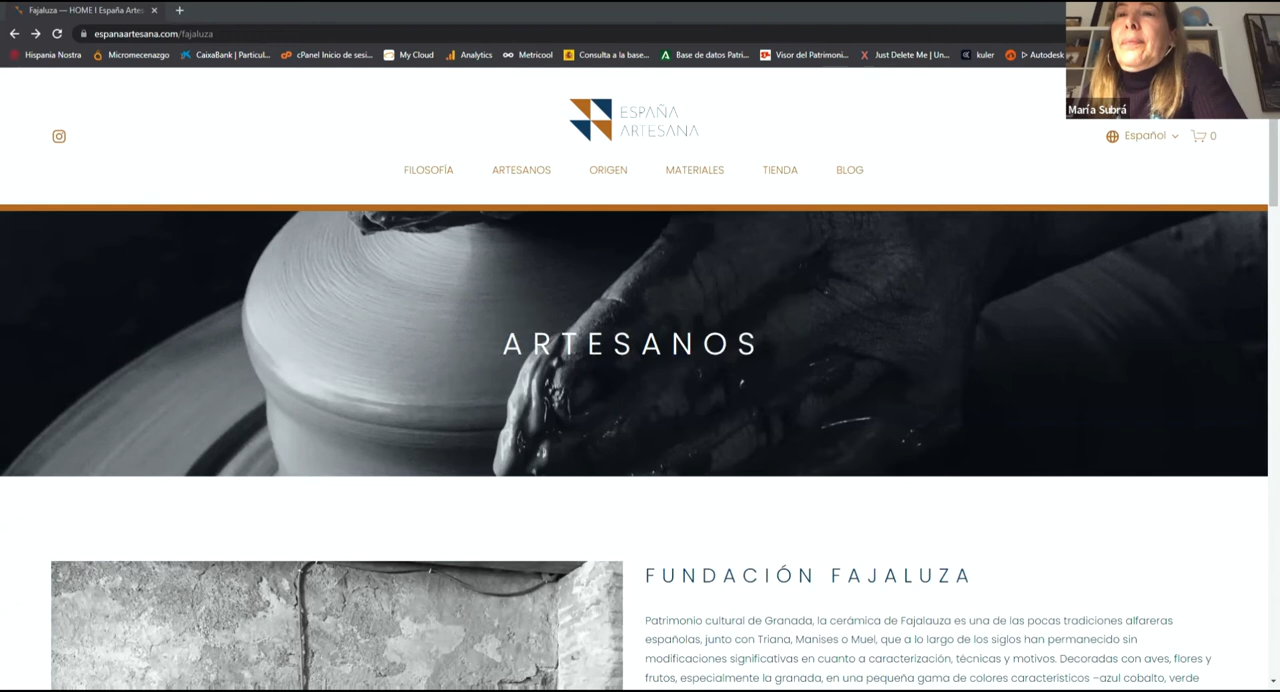 Fajaluza — HOME I España Artes
espanaartesana.com/fajaluza
Hispania Nostra
Micromecenazgo
CaixaBank | Particul...
cPanel Inicio de sesi...
My Cloud
Analytics
Metricool
Consulta a la base...
Base de datos Patri...
Visor del Patrimoni...
Just Delete Me | Un...
kuler
Autodesk
María Subrá
ESPAÑA
ARTESANA
Español
0
FILOSOFÍA
ARTESANOS
ORIGEN
MATERIALES
TIENDA
BLOG
ARTESANOS
FUNDACIÓN FAJALUZA
Patrimonio cultural de Granada, la cerámica de Fajalauza es una de las pocas tradiciones alfareras
españolas, junto con Triana, Manises o Muel, que a lo largo de los siglos han permanecido sin
modificaciones significativas en cuanto a caracterización, técnicas y motivos. Decoradas con aves, flores y
frutos, especialmente la granada, en una pequeña gama de colores característicos –azul cobalto, verde